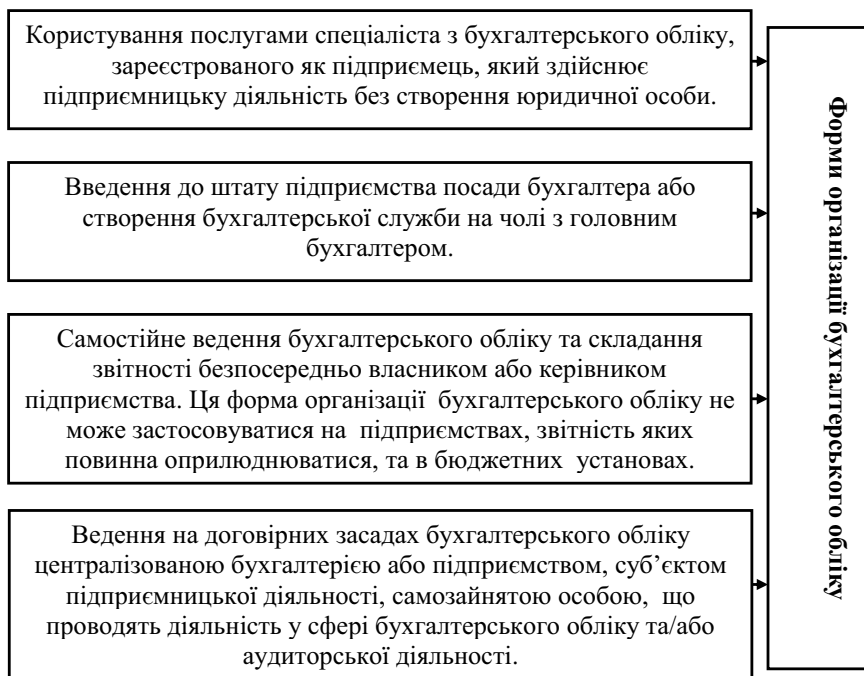 Користування послугами спеціаліста з бухгалтерського обліку,
зареєстрованого як підприємець, який здійснює
підприємницьку діяльність без створення юридичної особи.
Введення до штату підприємства посади бухгалтера або
створення бухгалтерської служби на чолі з головним
бухгалтером.
Самостійне ведення бухгалтерського обліку та складання
звітності безпосередньо власником або керівником
підприємства. Ця форма організації бухгалтерського обліку не
може застосовуватися на підприємствах, звітність яких
повинна оприлюднюватися, та в бюджетних установах.
Ведення на договірних засадах бухгалтерського обліку
централізованою бухгалтерією або підприємством, суб’єктом
підприємницької діяльності, самозайнятою особою, що
проводять діяльність у сфері бухгалтерського обліку та/або
аудиторської діяльності.
Форми організації бухгалтерського обліку